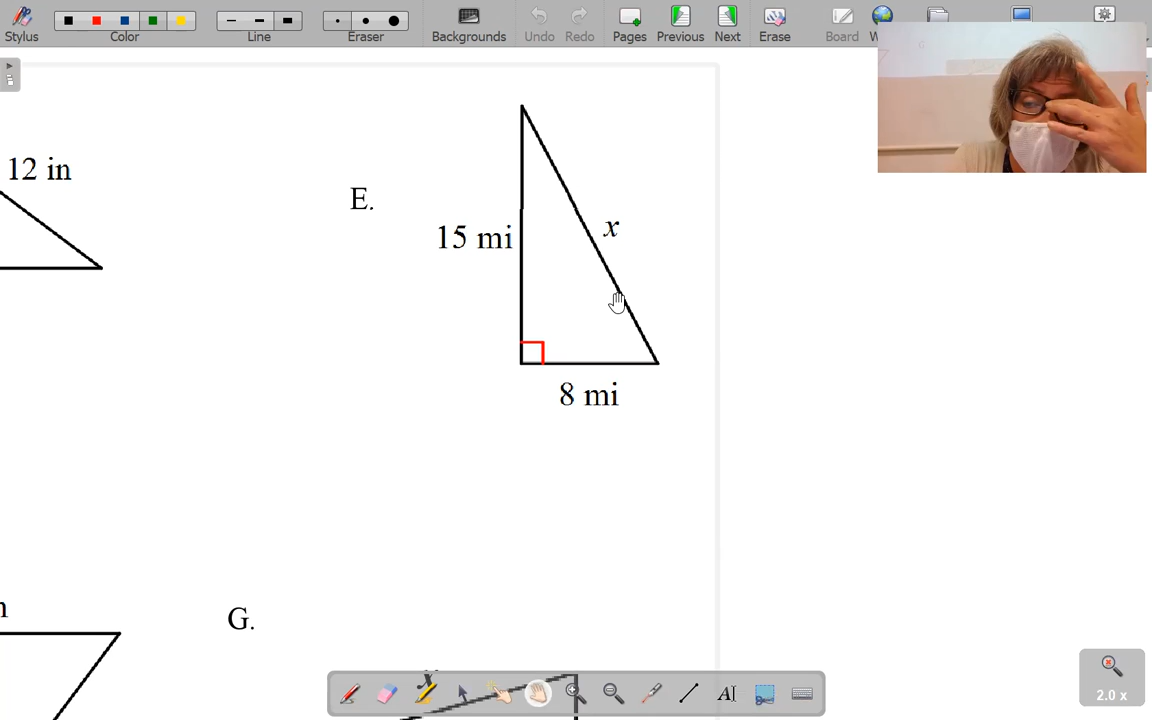 Stylus
Color
Line
Eraser
Backgrounds
Undo
Redo
Pages
Previous
Next
Erase
Board
12 in
E.
15 mi
x
8 mi
G.
AI
2.0 x